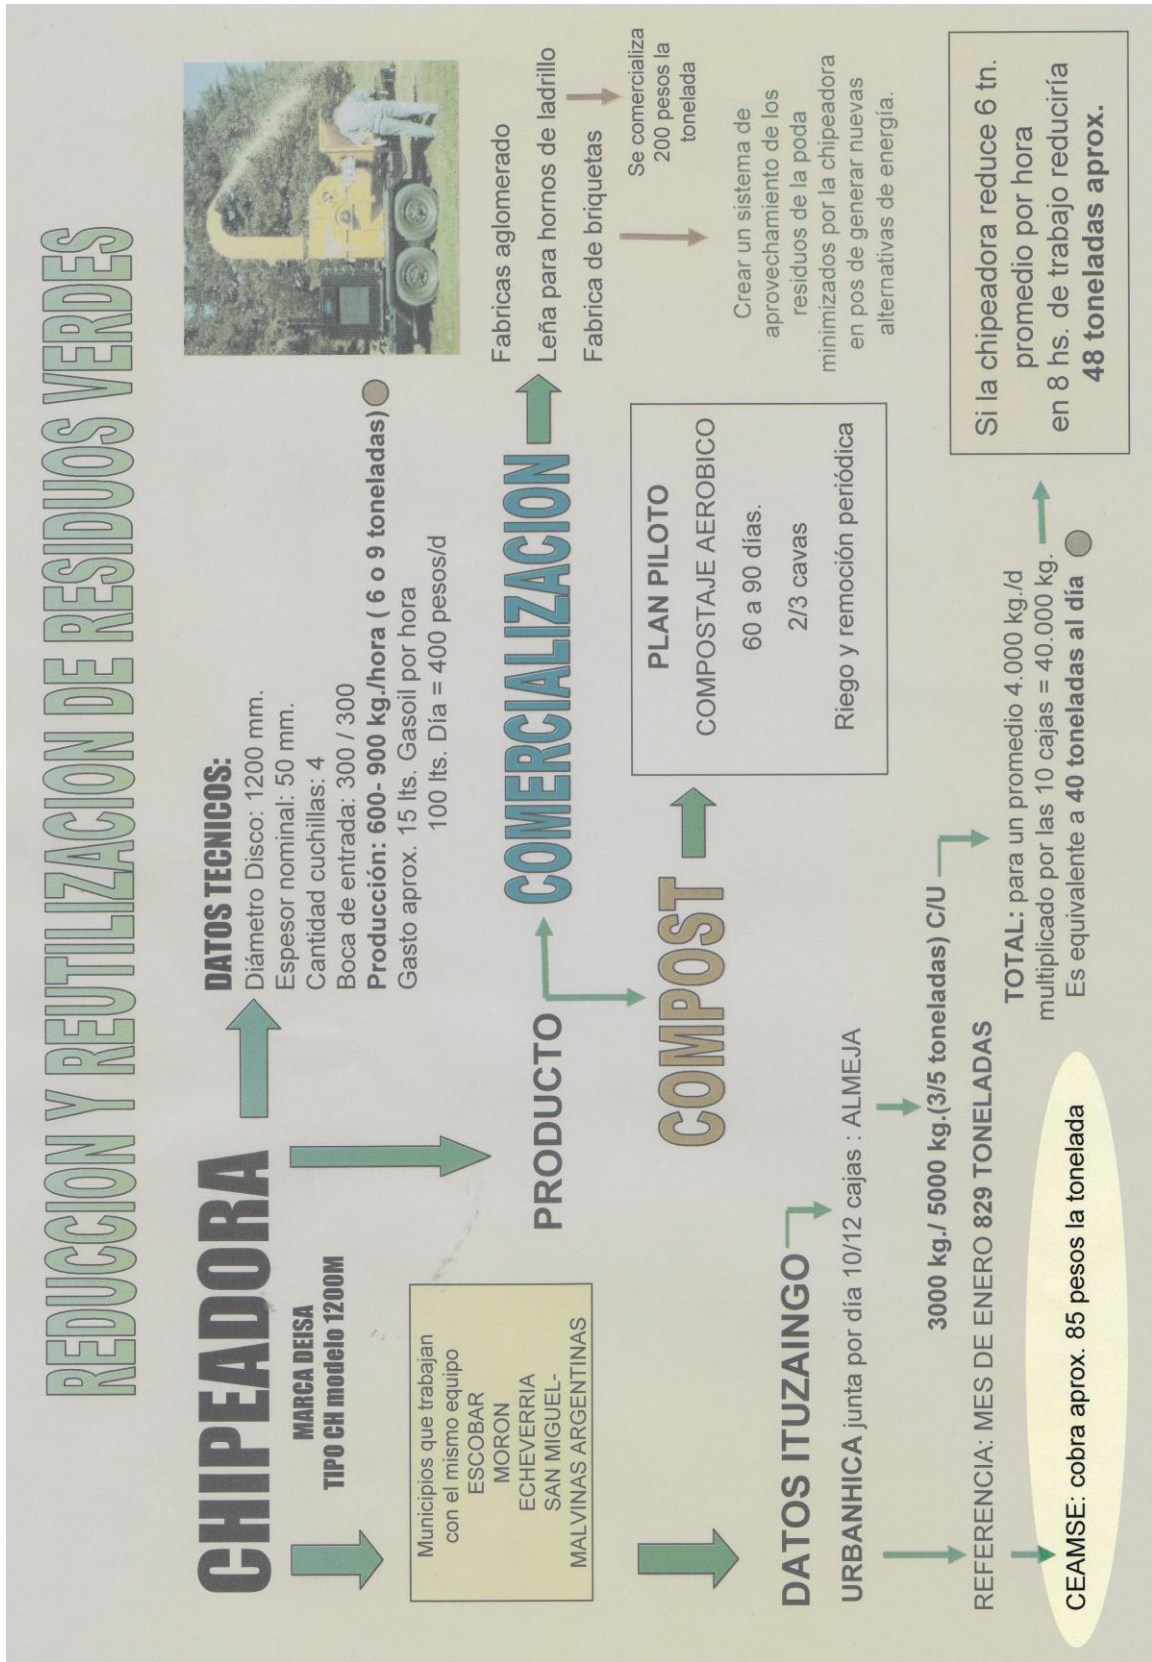 REDUCCION Y REUTILIZACION DE RESIDUOS VERDES
CHIPEADORA
MARCA DEISA
TIPO CH modelo 1200M
DATOS TECNICOS:
Diámetro Disco: 1200 mm.
Espesor nominal: 50 mm.
Cantidad cuchillas: 4
Boca de entrada: 300 / 300
Producción: 600- 900 kg./hora ( 6 o 9 toneladas)
Gasto aprox. 15 lts. Gasoil por hora
100 lts. Día = 400 pesos/d
Municipios que trabajan
con el mismo equipo
ESCOBAR
MORON
ECHEVERRIA
SAN MIGUEL-
MALVINAS ARGENTINAS
PRODUCTO
COMERCIALIZACION
Fabricas aglomerado
Leña para hornos de ladrillo
Fabrica de briquetas
Se comercializa
200 pesos la
tonelada
Crear un sistema de
aprovechamiento de los
residuos de la poda
minimizados por la chipeadora
en pos de generar nuevas
alternativas de energía.
COMPOST
PLAN PILOTO
COMPOSTAJE AEROBICO
60 a 90 días.
2/3 cavas
Riego y remoción periódica
DATOS ITUZAINGO
URBANHICA junta por día 10/12 cajas : ALMEJA
3000 kg./ 5000 kg.(3/5 toneladas) C/U
REFERENCIA: MES DE ENERO 829 TONELADAS
CEAMSE: cobra aprox. 85 pesos la tonelada
TOTAL: para un promedio 4.000 kg./d
multiplicado por las 10 cajas = 40.000 kg.
Es equivalente a 40 toneladas al día
Si la chipeadora reduce 6 tn.
promedio por hora
en 8 hs. de trabajo reduciría
48 toneladas aprox.